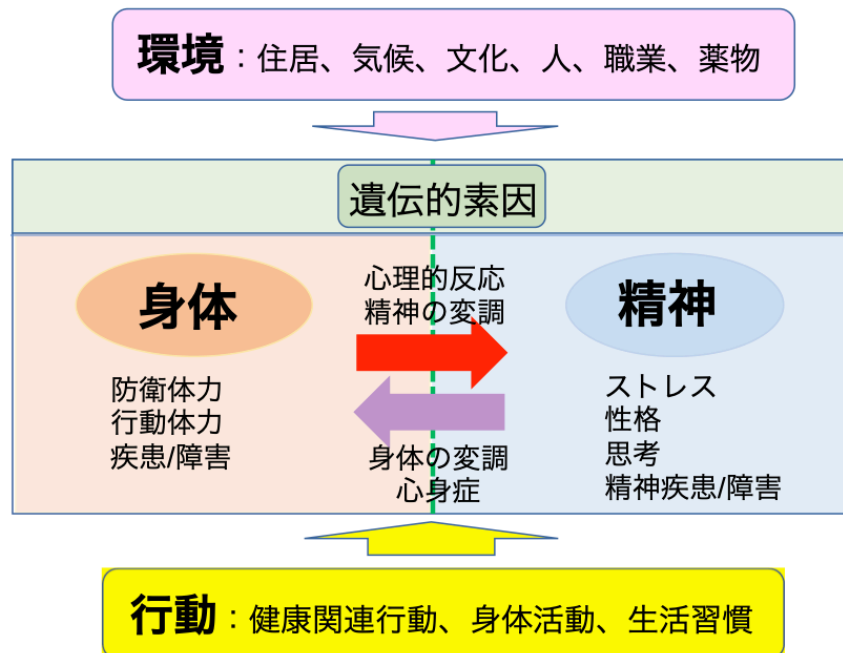 環境：住居、気候、文化、人、職業、薬物
遺伝的素因
身体
心理的反応
精神の変調
精神
防衛体力
行動体力
疾患/障害
身体の変調
心身症
ストレス
性格
思考
精神疾患/障害
行動：健康関連行動、身体活動、生活習慣